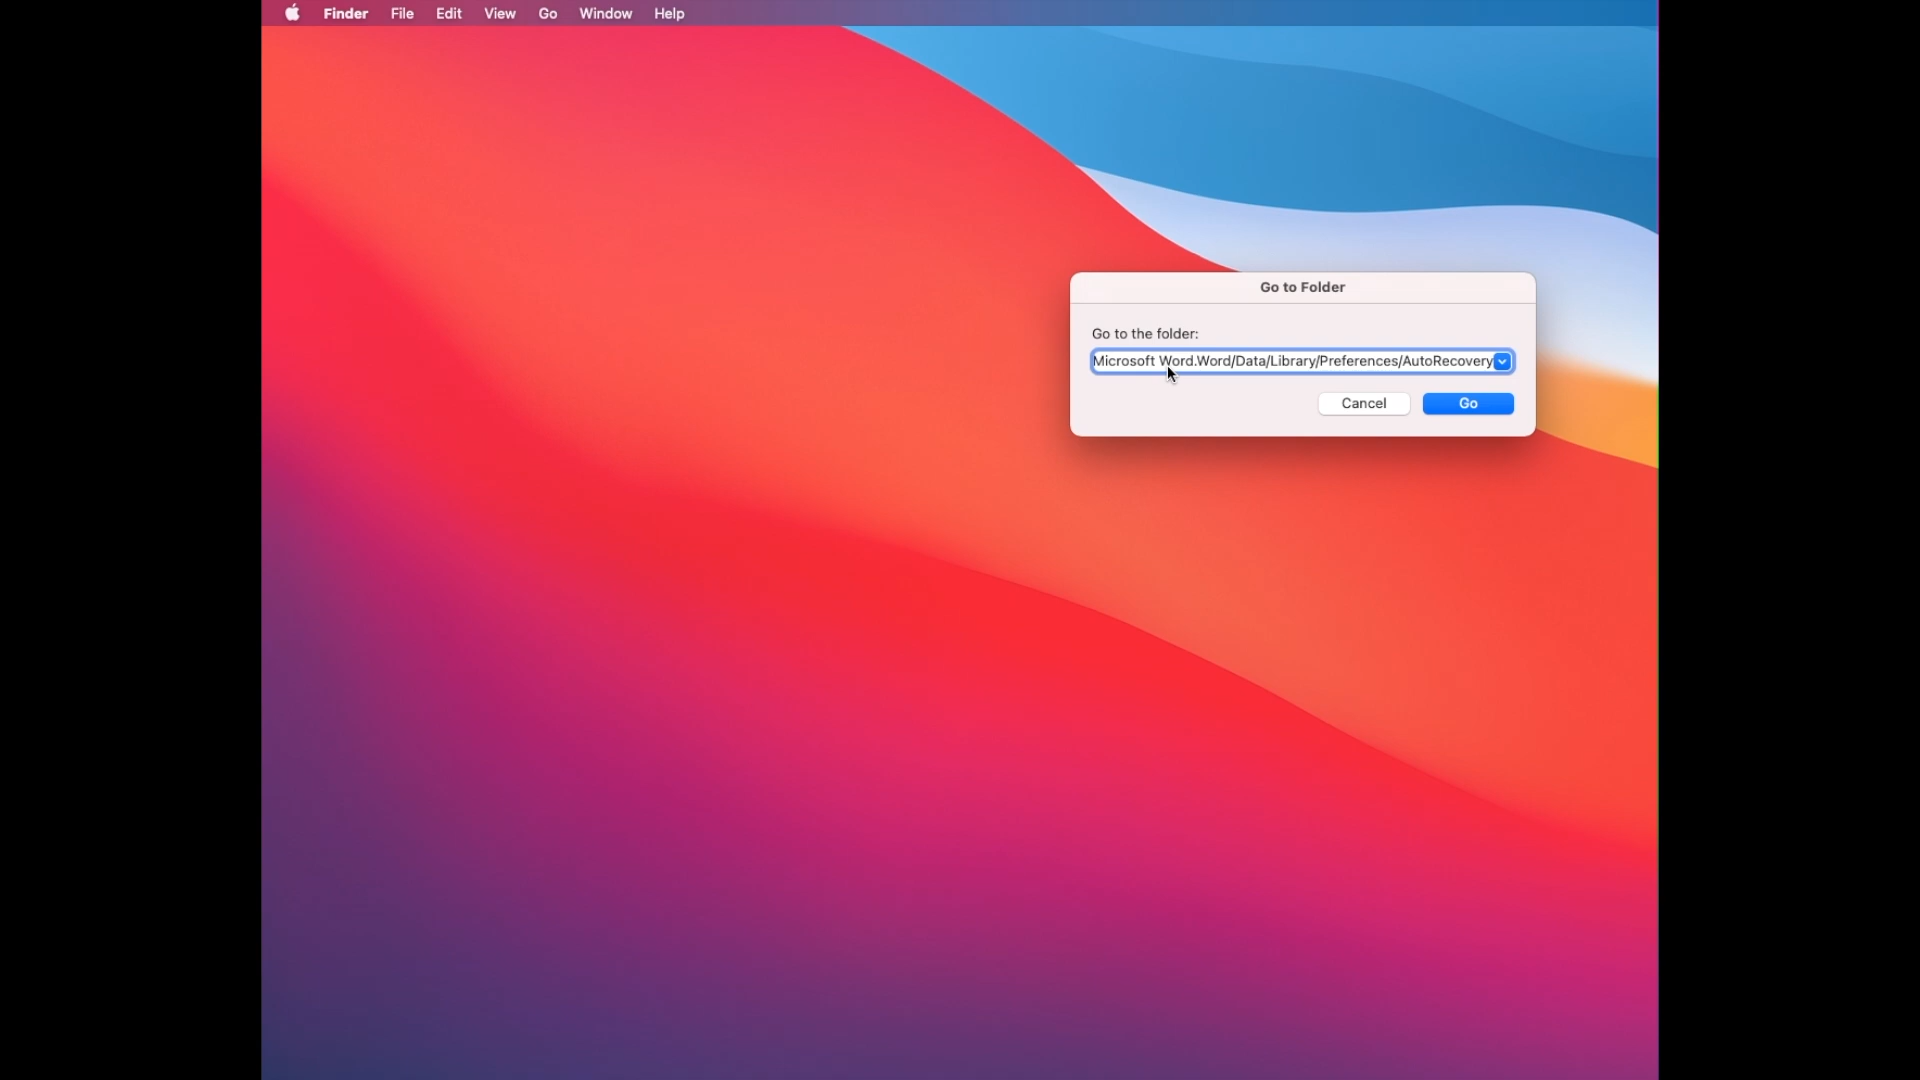 Finder File Edit View Go Window Help
Go to Folder
Go to the folder:
Microsoft Word.Word/Data/Library/Preferences/AutoRecovery
Cancel Go